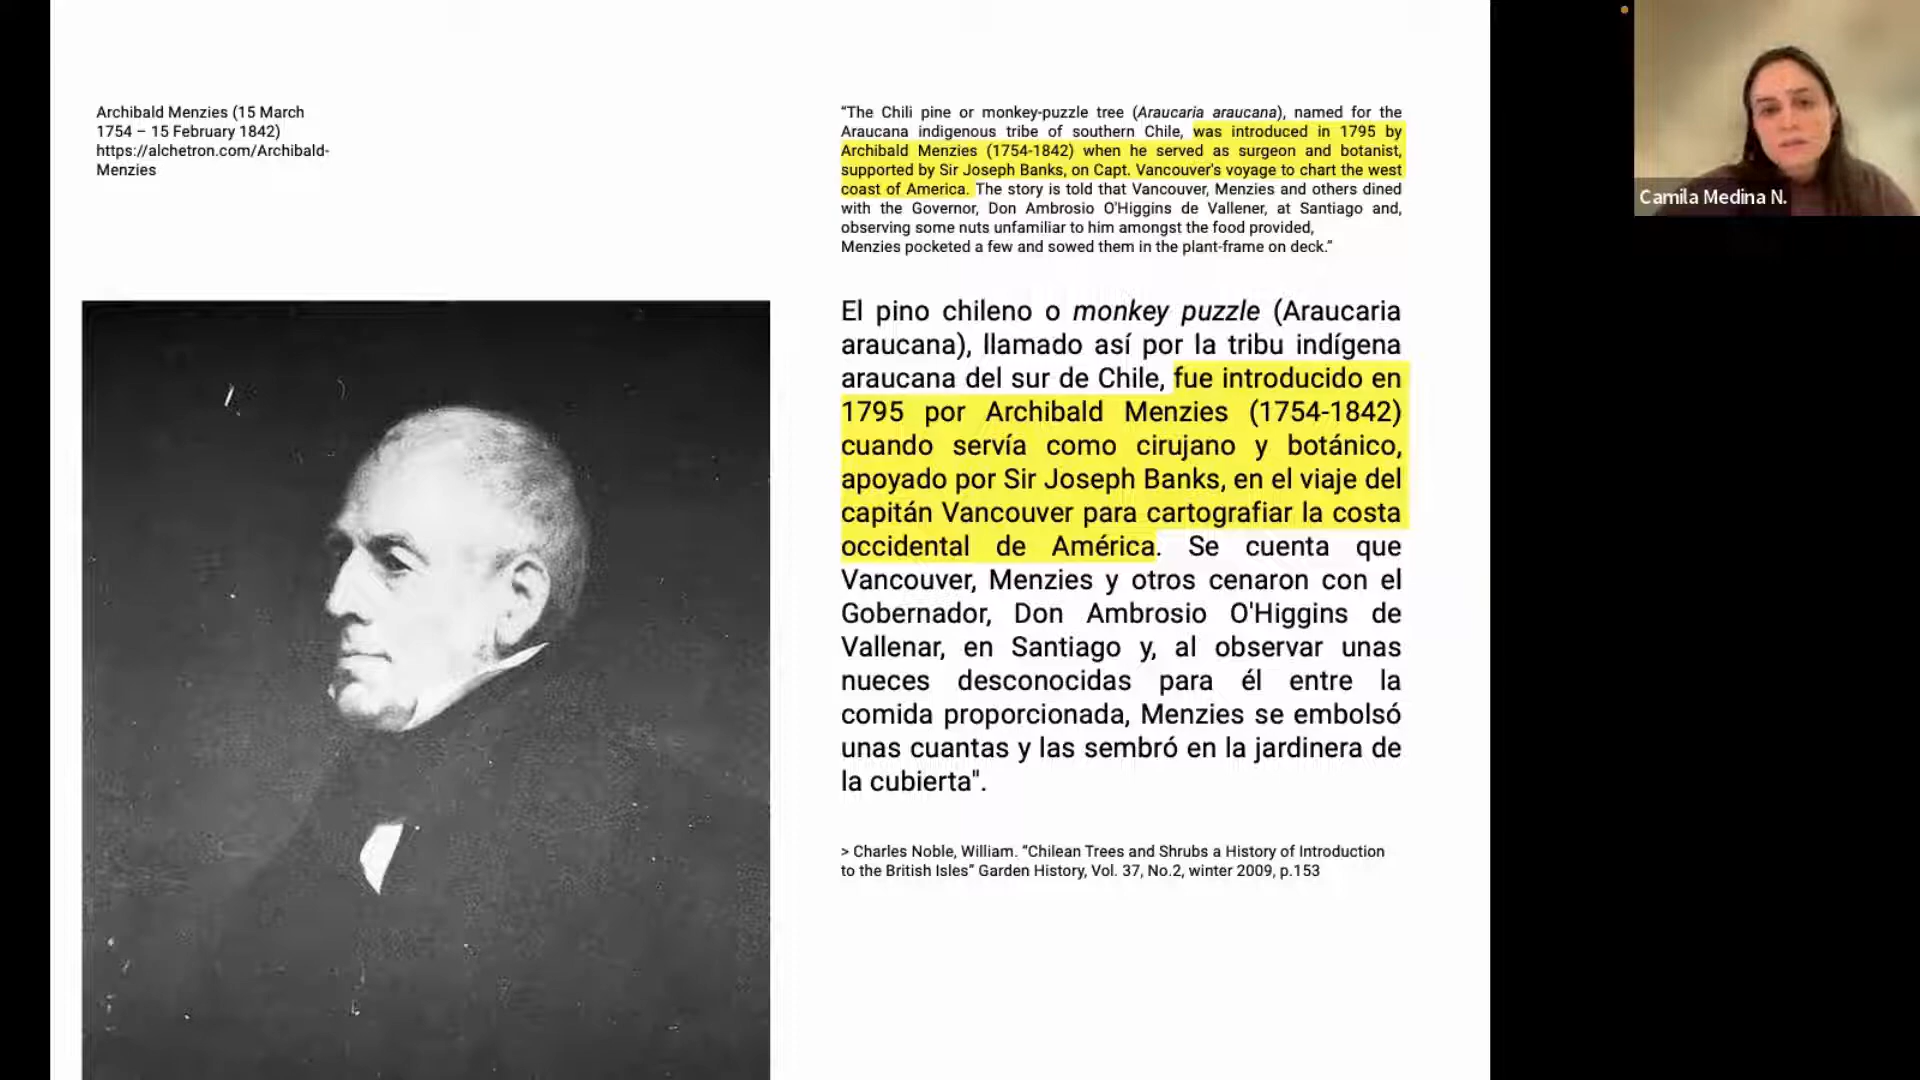 Archibald Menzies (15 March
1754 – 15 February 1842)
https://alchetron.com/Archibald-
Menzies
“The Chili pine or monkey-puzzle tree (Araucaria araucana), named for the
Araucana indigenous tribe of southern Chile, was introduced in 1795 by
Archibald Menzies (1754-1842) when he served as surgeon and botanist,
supported by Sir Joseph Banks, on Capt. Vancouver's voyage to chart the west
coast of America. The story is told that Vancouver, Menzies and others dined
with the Governor, Don Ambrosio O'Higgins de Vallener, at Santiago and,
observing some nuts unfamiliar to him amongst the food provided,
Menzies pocketed a few and sowed them in the plant-frame on deck.”
El pino chileno o monkey puzzle (Araucaria
araucana), llamado así por la tribu indígena
araucana del sur de Chile, fue introducido en
1795 por Archibald Menzies (1754-1842)
cuando servía como cirujano y botánico,
apoyado por Sir Joseph Banks, en el viaje del
capitán Vancouver para cartografiar la costa
occidental de América. Se cuenta que
Vancouver, Menzies y otros cenaron con el
Gobernador, Don Ambrosio O'Higgins de
Vallenar, en Santiago y, al observar unas
nueces desconocidas para él entre la
comida proporcionada, Menzies se embolsó
unas cuantas y las sembró en la jardinera de
la cubierta".
> Charles Noble, William. “Chilean Trees and Shrubs a History of Introduction
to the British Isles” Garden History, Vol. 37, No.2, winter 2009, p.153
Camila Medina N.